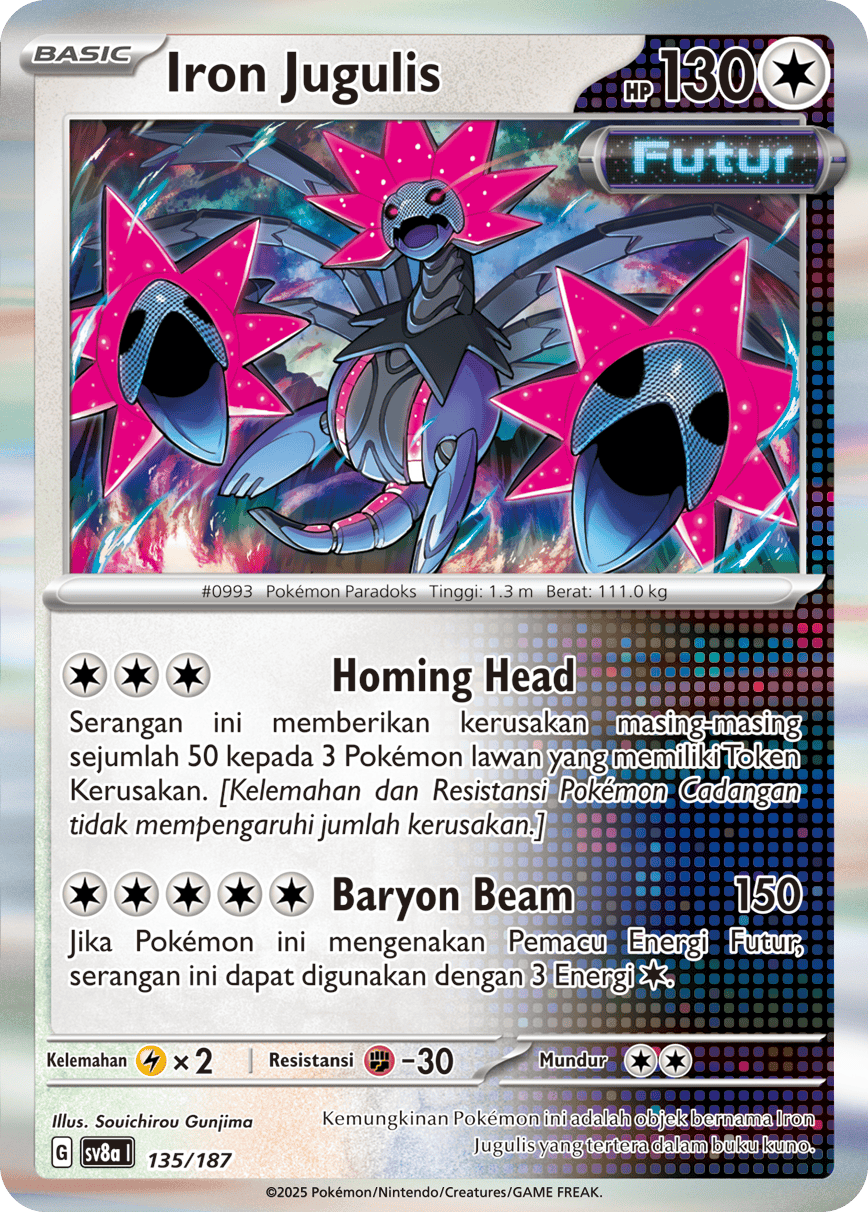 BASIC
Iron Jugulis
HP 130
Futur
#0993 Pokémon Paradoks Tinggi: 1.3 m Berat: 111.0 kg
Homing Head
Serangan ini memberikan kerusakan masing-masing
sejumlah 50 kepada 3 Pokémon lawan yang memiliki Token
Kerusakan. [Kelemahan dan Resistansi Pokémon Cadangan
tidak mempengaruhi jumlah kerusakan.]
Baryon Beam 150
Jika Pokémon ini mengenakan Pemacu Energi Futur,
serangan ini dapat digunakan dengan 3 Energi.
Kelemahan ×2 Resistansi -30 Mundur
Illus. Souichirou Gunjima
Kemungkinan Pokémon ini adalah objek bernama Iron
Jugulis yang tertera dalam buku kuno.
G sv8a I 135/187
©2025 Pokémon/Nintendo/Creatures/GAME FREAK.